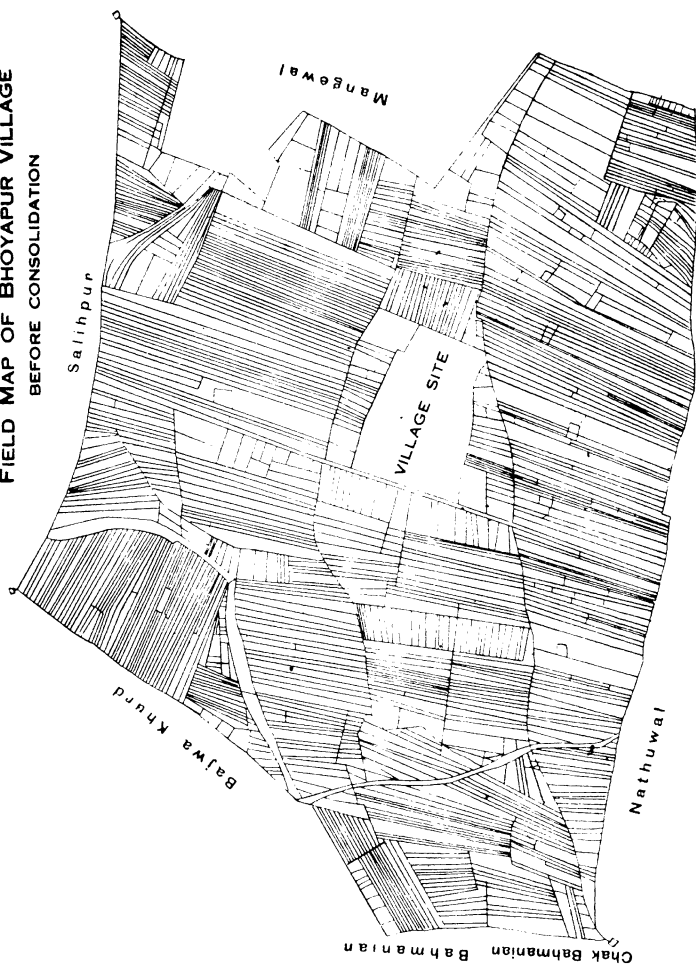 FIELD MAP OF BHOYAPUR VILLAGE
BEFORE CONSOLIDATION
Salihpur
Mangewal
VILLAGE SITE
Bajwa Khurd
Nathuwal
Bahmanian
Chak Bahmanian